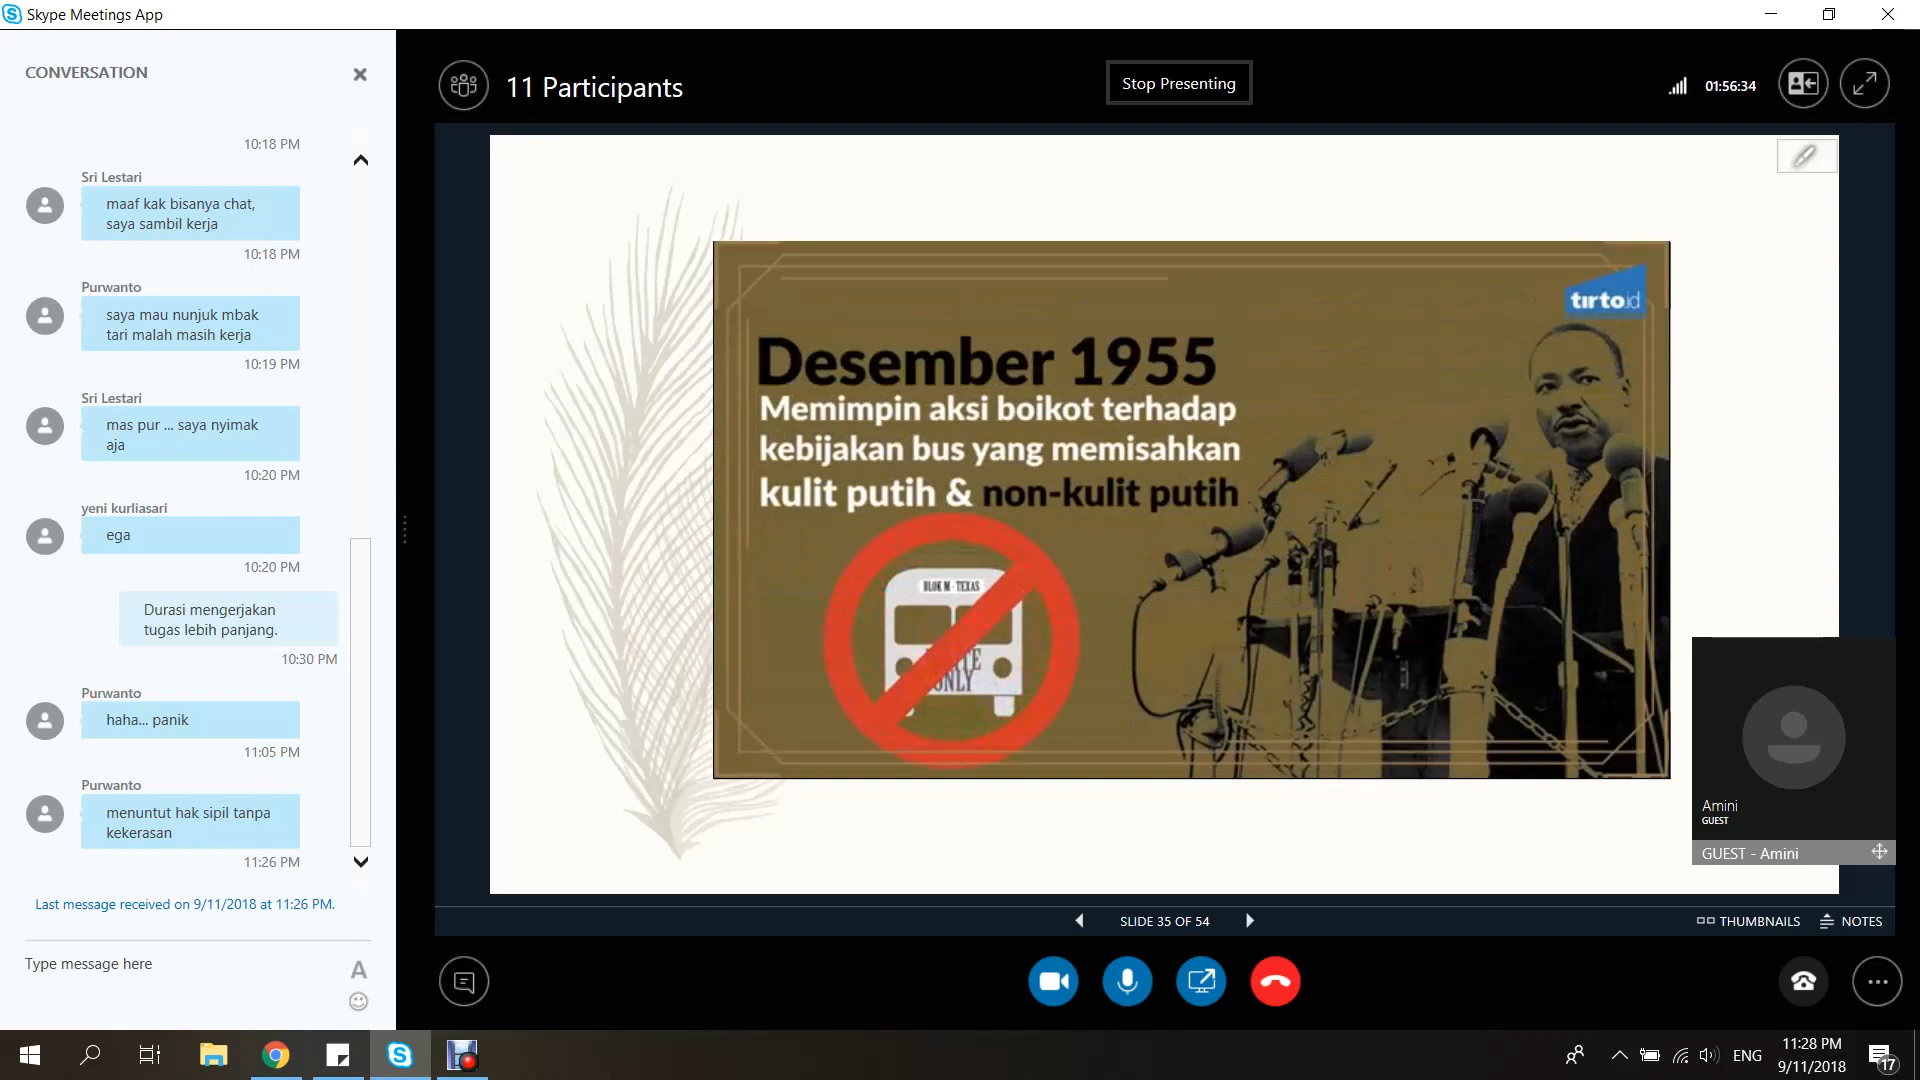 Skype Meetings App
CONVERSATION
10:18 PM
Sri Lestari
maaf kak bisanya chat,
saya sambil kerja
10:18 PM
Purwanto
saya mau nunjuk mbak
tari malah masih kerja
10:19 PM
Sri Lestari
mas pur ... saya nyimak
aja
10:20 PM
yeni kurliasari
ega
10:20 PM
Durasi mengerjakan
tugas lebih panjang.
10:30 PM
Purwanto
haha... panik
11:05 PM
Purwanto
menuntut hak sipil tanpa
kekerasan
11:26 PM
Last message received on 9/11/2018 at 11:26 PM.
Type message here
A
11 Participants
Stop Presenting
01:56:34
tirto.id
Desember 1955
Memimpin aksi boikot terhadap
kebijakan bus yang memisahkan
kulit putih & non-kulit putih
BLOK M - TEXAS
ONLY
Amini
GUEST
GUEST - Amini
SLIDE 35 OF 54
THUMBNAILS
NOTES
ENG
11:28 PM
9/11/2018
17